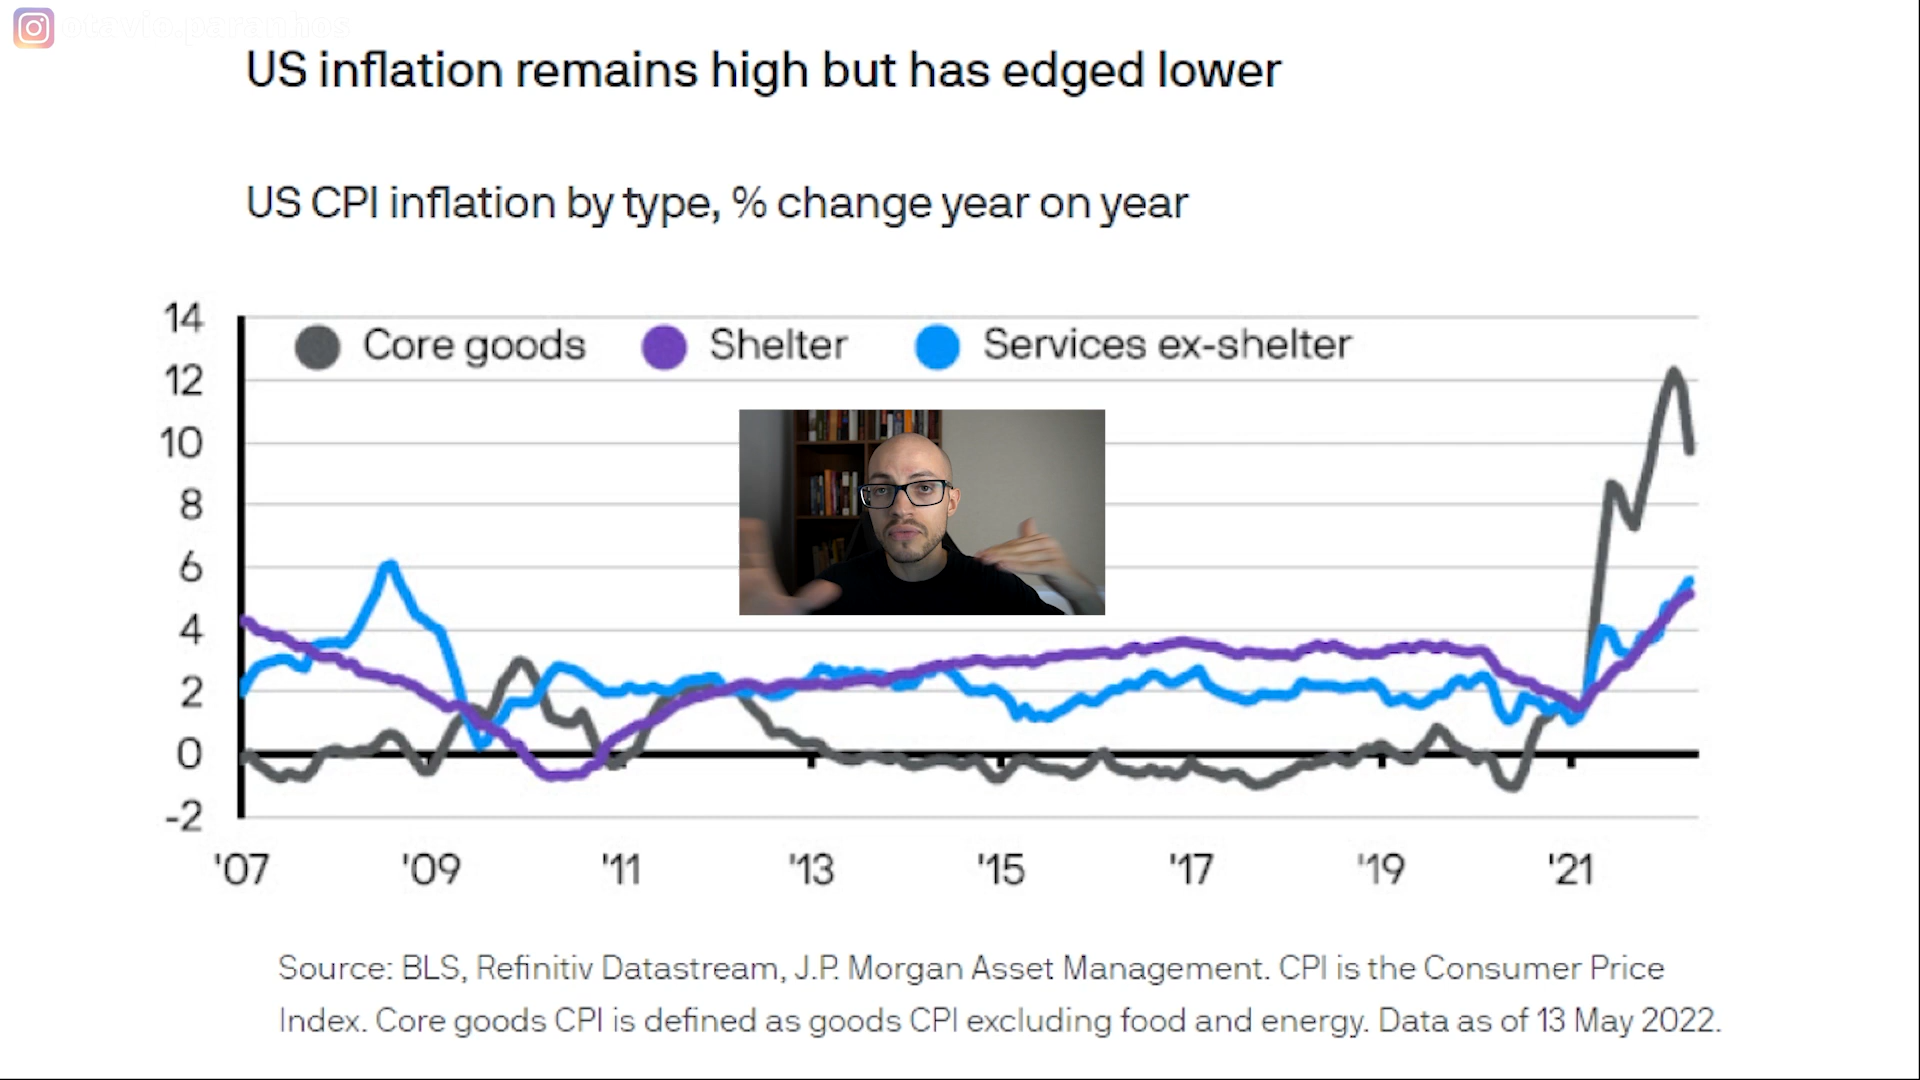 otavio.paranhos
US inflation remains high but has edged lower
US CPI inflation by type, % change year on year
14
Core goods
Shelter
Services ex-shelter
12
10
8
6
4
2
0
-2
'07
'09
'11
'13
'15
'17
'19
'21
Source: BLS, Refinitiv Datastream, J.P. Morgan Asset Management. CPI is the Consumer Price
Index. Core goods CPI is defined as goods CPI excluding food and energy. Data as of 13 May 2022.